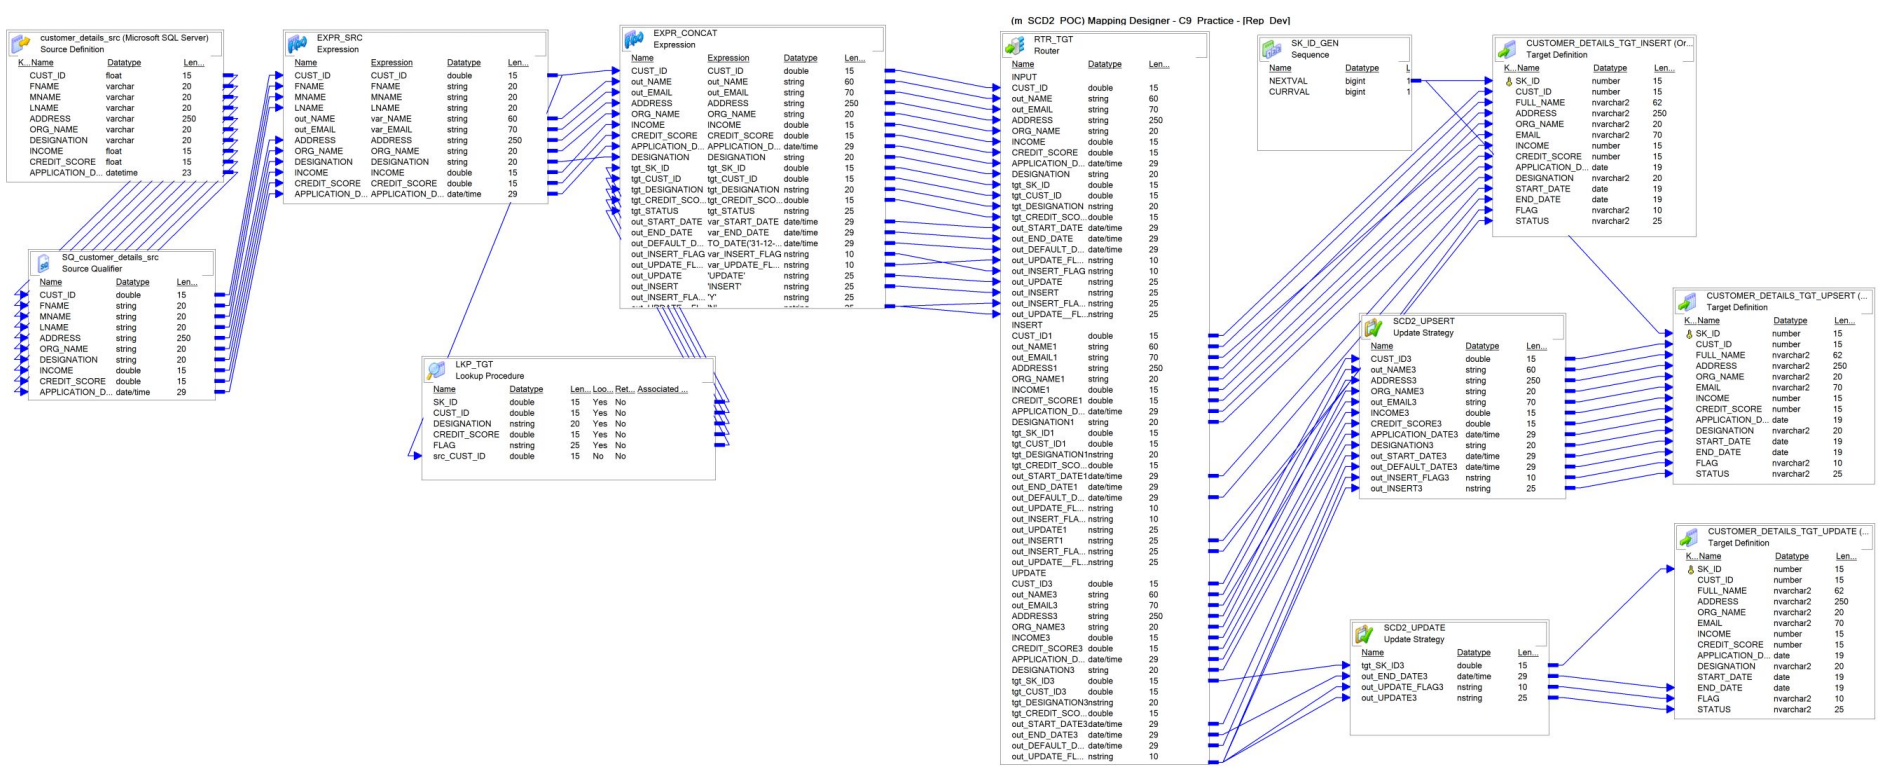 (m_SCD2_POC) Mapping Designer - C9_Practice - [Rep_Dev]
customer_details_src (Microsoft SQL Server)
Source Definition
K... Name Datatype Len...
CUST_ID float 15
FNAME varchar 20
MNAME varchar 20
LNAME varchar 20
ADDRESS varchar 250
ORG_NAME varchar 20
DESIGNATION varchar 20
INCOME float 15
CREDIT_SCORE float 15
APPLICATION_D... datetime 23
SQ_customer_details_src
Source Qualifier
Name Datatype Len...
CUST_ID double 15
FNAME string 20
MNAME string 20
LNAME string 20
ADDRESS string 250
ORG_NAME string 20
DESIGNATION string 20
INCOME double 15
CREDIT_SCORE double 15
APPLICATION_D... date/time 29
EXPR_SRC
Expression
Name Expression Datatype Len...
CUST_ID CUST_ID double 15
FNAME FNAME string 20
MNAME MNAME string 20
LNAME LNAME string 20
out_NAME var_NAME string 60
out_EMAIL var_EMAIL string 70
ADDRESS ADDRESS string 250
ORG_NAME ORG_NAME string 20
DESIGNATION DESIGNATION string 20
INCOME INCOME double 15
CREDIT_SCORE CREDIT_SCORE double 15
APPLICATION_D... APPLICATION_D... date/time 29
EXPR_CONCAT
Expression
Name Expression Datatype Len...
CUST_ID CUST_ID double 15
out_NAME out_NAME string 60
out_EMAIL out_EMAIL string 70
ADDRESS ADDRESS string 250
ORG_NAME ORG_NAME string 20
INCOME INCOME double 15
CREDIT_SCORE CREDIT_SCORE double 15
APPLICATION_D... APPLICATION_D... date/time 29
DESIGNATION DESIGNATION string 20
tgt_SK_ID tgt_SK_ID double 15
tgt_CUST_ID tgt_CUST_ID double 15
tgt_DESIGNATION tgt_DESIGNATION nstring 20
tgt_CREDIT_SCO... tgt_CREDIT_SCO... double 15
tgt_STATUS tgt_STATUS nstring 25
out_START_DATE var_START_DATE date/time 29
out_END_DATE var_END_DATE date/time 29
out_DEFAULT_D... TO_DATE('31-12-... date/time 29
out_INSERT_FLAG var_INSERT_FLAG nstring 10
out_UPDATE_FL... var_UPDATE_FL... nstring 10
out_UPDATE 'UPDATE' nstring 25
out_INSERT 'INSERT' nstring 25
out_INSERT_FLA... 'Y' nstring 25
LKP_TGT
Lookup Procedure
Name Datatype Len... Loo... Ret... Associated ...
SK_ID double 15 Yes No
CUST_ID double 15 Yes No
DESIGNATION nstring 20 Yes No
CREDIT_SCORE double 15 Yes No
FLAG nstring 25 Yes No
src_CUST_ID double 15 No No
RTR_TGT
Router
Name Datatype Len...
INPUT
CUST_ID double 15
out_NAME string 60
out_EMAIL string 70
ADDRESS string 250
ORG_NAME string 20
INCOME double 15
CREDIT_SCORE double 15
APPLICATION_D... date/time 29
DESIGNATION string 20
tgt_SK_ID double 15
tgt_CUST_ID double 15
tgt_DESIGNATION nstring 20
tgt_CREDIT_SCO... double 15
out_START_DATE date/time 29
out_END_DATE date/time 29
out_DEFAULT_D... date/time 29
out_UPDATE_FL... nstring 10
out_INSERT_FLAG nstring 10
out_UPDATE nstring 25
out_INSERT nstring 25
out_INSERT_FLA... nstring 25
out_UPDATE__FL... nstring 25
INSERT
CUST_ID1 double 15
out_NAME1 string 60
out_EMAIL1 string 70
ADDRESS1 string 250
ORG_NAME1 string 20
INCOME1 double 15
CREDIT_SCORE1 double 15
APPLICATION_D... date/time 29
DESIGNATION1 string 20
tgt_SK_ID1 double 15
tgt_CUST_ID1 double 15
tgt_DESIGNATION1 nstring 20
tgt_CREDIT_SCO... double 15
out_START_DATE1 date/time 29
out_END_DATE1 date/time 29
out_DEFAULT_D... date/time 29
out_UPDATE_FL... nstring 10
out_INSERT_FLA... nstring 10
out_UPDATE1 nstring 25
out_INSERT1 nstring 25
out_INSERT_FLA... nstring 25
out_UPDATE__FL... nstring 25
UPDATE
CUST_ID3 double 15
out_NAME3 string 60
out_EMAIL3 string 70
ADDRESS3 string 250
ORG_NAME3 string 20
INCOME3 double 15
CREDIT_SCORE3 double 15
APPLICATION_D... date/time 29
DESIGNATION3 string 20
tgt_SK_ID3 double 15
tgt_CUST_ID3 double 15
tgt_DESIGNATION3 nstring 20
tgt_CREDIT_SCO... double 15
out_START_DATE3 date/time 29
out_END_DATE3 date/time 29
out_DEFAULT_D... date/time 29
out_UPDATE_FL... nstring 10
SK_ID_GEN
Sequence
Name Datatype L
NEXTVAL bigint 1
CURRVAL bigint 1
CUSTOMER_DETAILS_TGT_INSERT (Or...
Target Definition
K... Name Datatype Len...
SK_ID number 15
CUST_ID number 15
FULL_NAME nvarchar2 62
ADDRESS nvarchar2 250
ORG_NAME nvarchar2 20
EMAIL nvarchar2 70
INCOME number 15
CREDIT_SCORE number 15
APPLICATION_D... date 19
DESIGNATION nvarchar2 20
START_DATE date 19
END_DATE date 19
FLAG nvarchar2 10
STATUS nvarchar2 25
SCD2_UPSERT
Update Strategy
Name Datatype Len...
CUST_ID3 double 15
out_NAME3 string 60
ADDRESS3 string 250
ORG_NAME3 string 20
out_EMAIL3 string 70
INCOME3 double 15
CREDIT_SCORE3 double 15
APPLICATION_DATE3 date/time 29
DESIGNATION3 string 20
out_START_DATE3 date/time 29
out_DEFAULT_DATE3 date/time 29
out_INSERT_FLAG3 nstring 10
out_INSERT3 nstring 25
CUSTOMER_DETAILS_TGT_UPSERT (...
Target Definition
K... Name Datatype Len...
SK_ID number 15
CUST_ID number 15
FULL_NAME nvarchar2 62
ADDRESS nvarchar2 250
ORG_NAME nvarchar2 20
EMAIL nvarchar2 70
INCOME number 15
CREDIT_SCORE number 15
APPLICATION_D... date 19
DESIGNATION nvarchar2 20
START_DATE date 19
END_DATE date 19
FLAG nvarchar2 10
STATUS nvarchar2 25
SCD2_UPDATE
Update Strategy
Name Datatype Len...
tgt_SK_ID3 double 15
out_END_DATE3 date/time 29
out_UPDATE_FLAG3 nstring 10
out_UPDATE3 nstring 25
CUSTOMER_DETAILS_TGT_UPDATE (...
Target Definition
K... Name Datatype Len...
SK_ID number 15
CUST_ID number 15
FULL_NAME nvarchar2 62
ADDRESS nvarchar2 250
ORG_NAME nvarchar2 20
EMAIL nvarchar2 70
INCOME number 15
CREDIT_SCORE number 15
APPLICATION_D... date 19
DESIGNATION nvarchar2 20
START_DATE date 19
END_DATE date 19
FLAG nvarchar2 10
STATUS nvarchar2 25